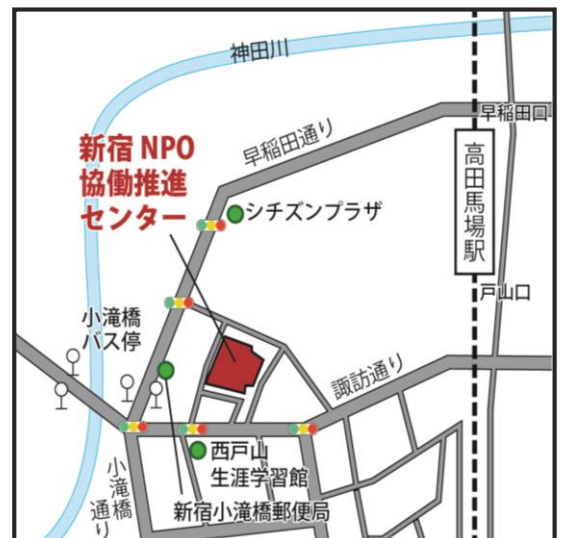 神田川
早稲田通り
早稲田口
新宿 NPO
協働推進
センター
シチズンプラザ
高田馬場駅
戸山口
小滝橋
バス停
諏訪通り
西戸山
生涯学習館
小滝橋通り
新宿小滝橋郵便局